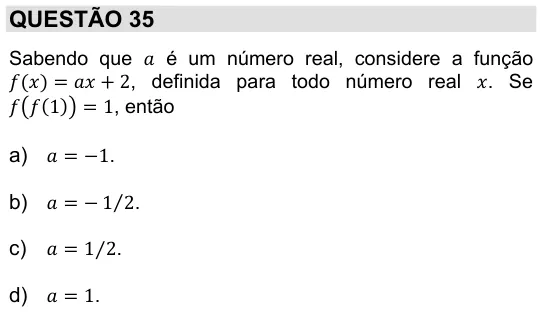 QUESTÃO 35
Sabendo que a é um número real, considere a função
f(x) = ax + 2, definida para todo número real x. Se
f(f(1)) = 1, então
a) a = −1.
b) a = − 1/2.
c) a = 1/2.
d) a = 1.